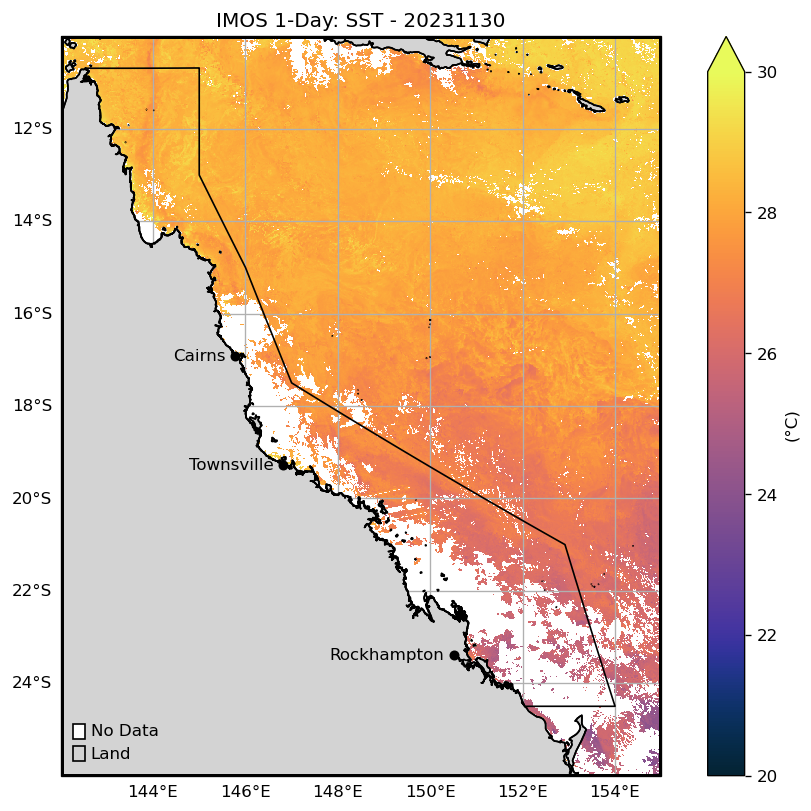 IMOS 1-Day: SST - 20231130
12°S
14°S
16°S
18°S
20°S
22°S
24°S
Cairns
Townsville
Rockhampton
No Data
Land
144°E 146°E 148°E 150°E 152°E 154°E
30
28
26
24
22
20
(°C)